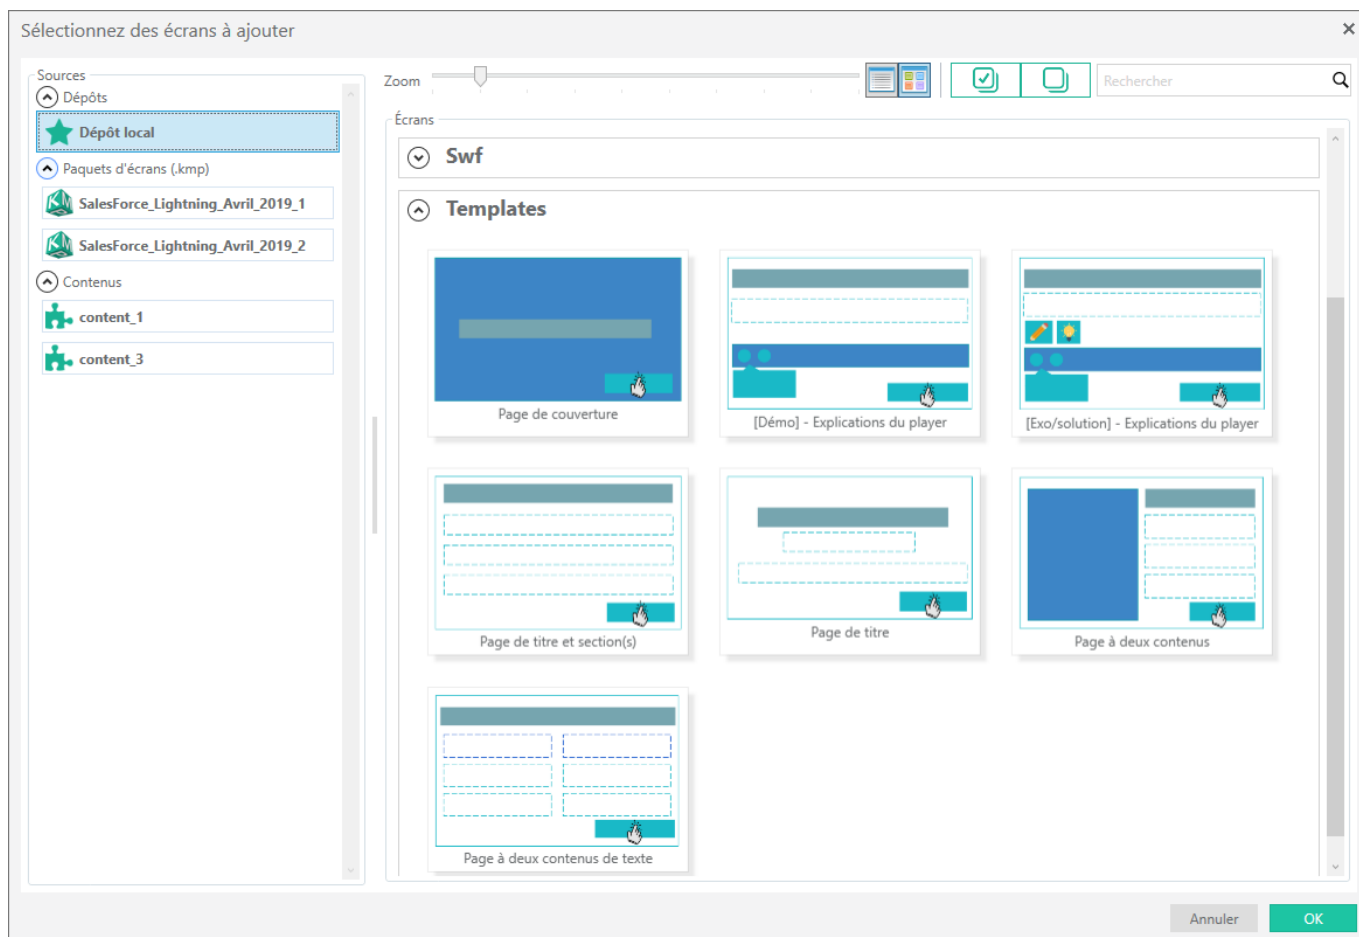 Sélectionnez des écrans à ajouter
Sources
Dépôts
Dépôt local
Paquets d'écrans (.kmp)
SalesForce_Lightning_Avril_2019_1
SalesForce_Lightning_Avril_2019_2
Contenus
content_1
content_3
Zoom
Rechercher
Écrans
Swf
Templates
Page de couverture
[Démo] - Explications du player
[Exo/solution] - Explications du player
Page de titre et section(s)
Page de titre
Page à deux contenus
Page à deux contenus de texte
Annuler
OK